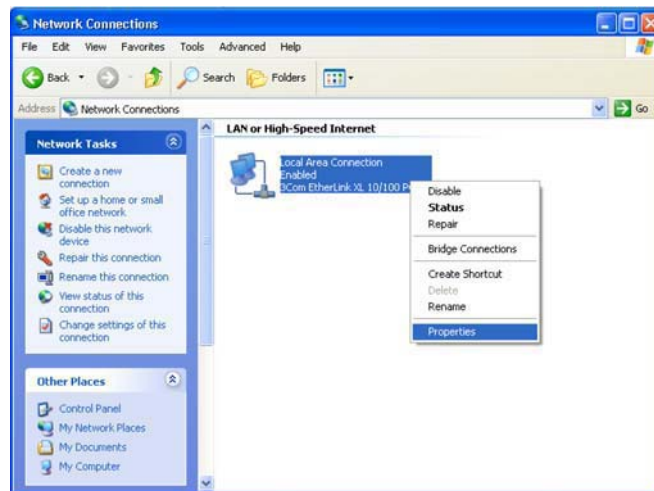 Network Connections
File Edit View Favorites Tools Advanced Help
Back Search Folders
Address Network Connections Go
Network Tasks
Create a new
connection
Set up a home or small
office network
Disable this network
device
Repair this connection
Rename this connection
View status of this
connection
Change settings of this
connection
Other Places
Control Panel
My Network Places
My Documents
My Computer
LAN or High-Speed Internet
Local Area Connection
Enabled
3Com EtherLink XL 10/100
Disable
Status
Repair
Bridge Connections
Create Shortcut
Delete
Rename
Properties